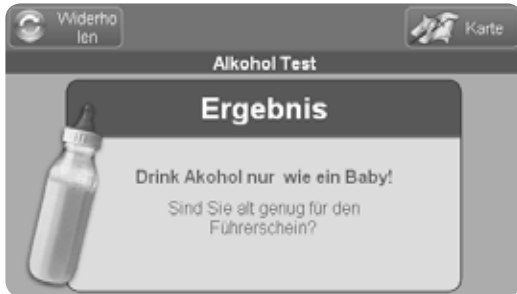 Widerho
len
Karte
Alkohol Test
Ergebnis
Drink Akohol nur wie ein Baby!
Sind Sie alt genug für den
Führerschein?